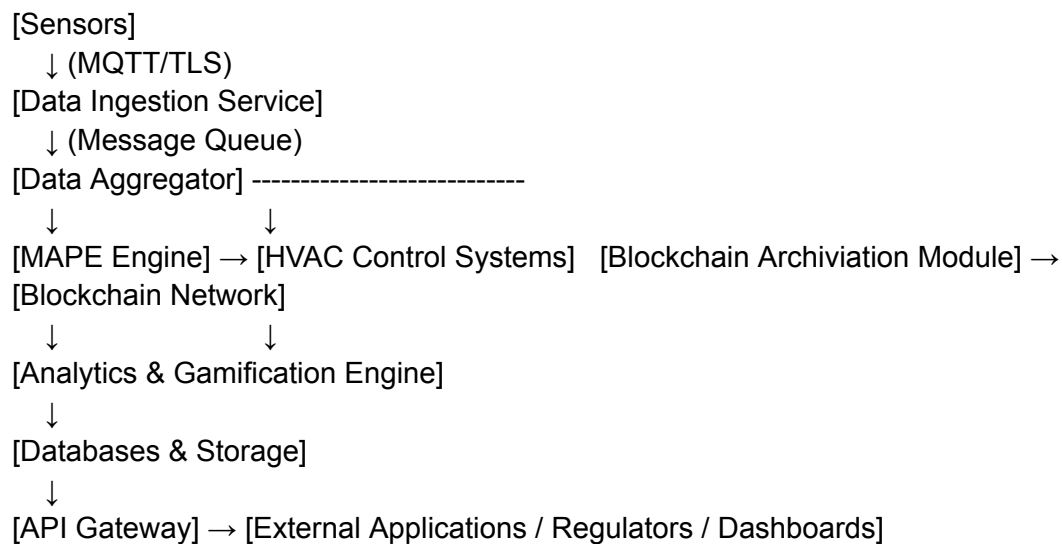 [Sensors]
↓ (MQTT/TLS)
[Data Ingestion Service]
↓ (Message Queue)
[Data Aggregator] ----------------------------
↓ ↓
[MAPE Engine] → [HVAC Control Systems] [Blockchain Archiviation Module] →
[Blockchain Network]
↓ ↓
[Analytics & Gamification Engine]
↓
[Databases & Storage]
↓
[API Gateway] → [External Applications / Regulators / Dashboards]